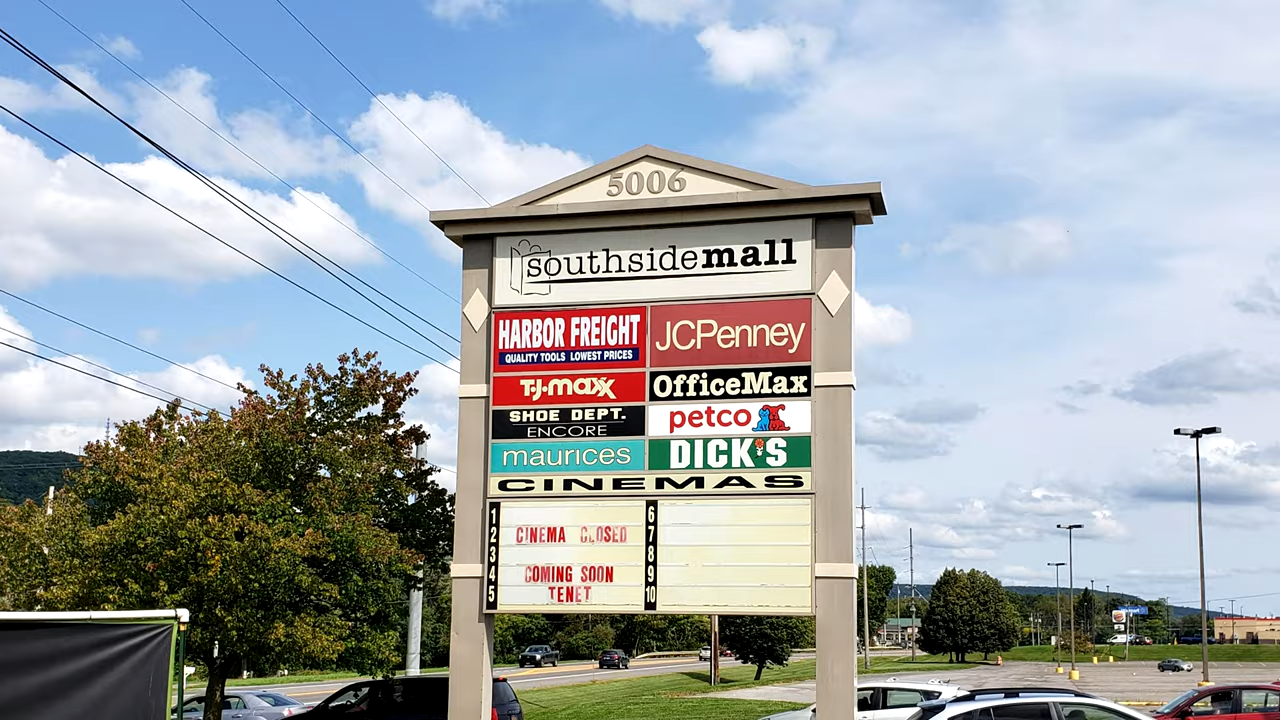 5006
southsidemall
HARBOR FREIGHT
QUALITY TOOLS LOWEST PRICES
JCPenney
T·J·maxx
OfficeMax
SHOE DEPT.
ENCORE
petco
maurices
DICK'S
CINEMAS
1
2
3
4
5
CINEMA CLOSED
COMING SOON
TENET
6
7
8
9
10